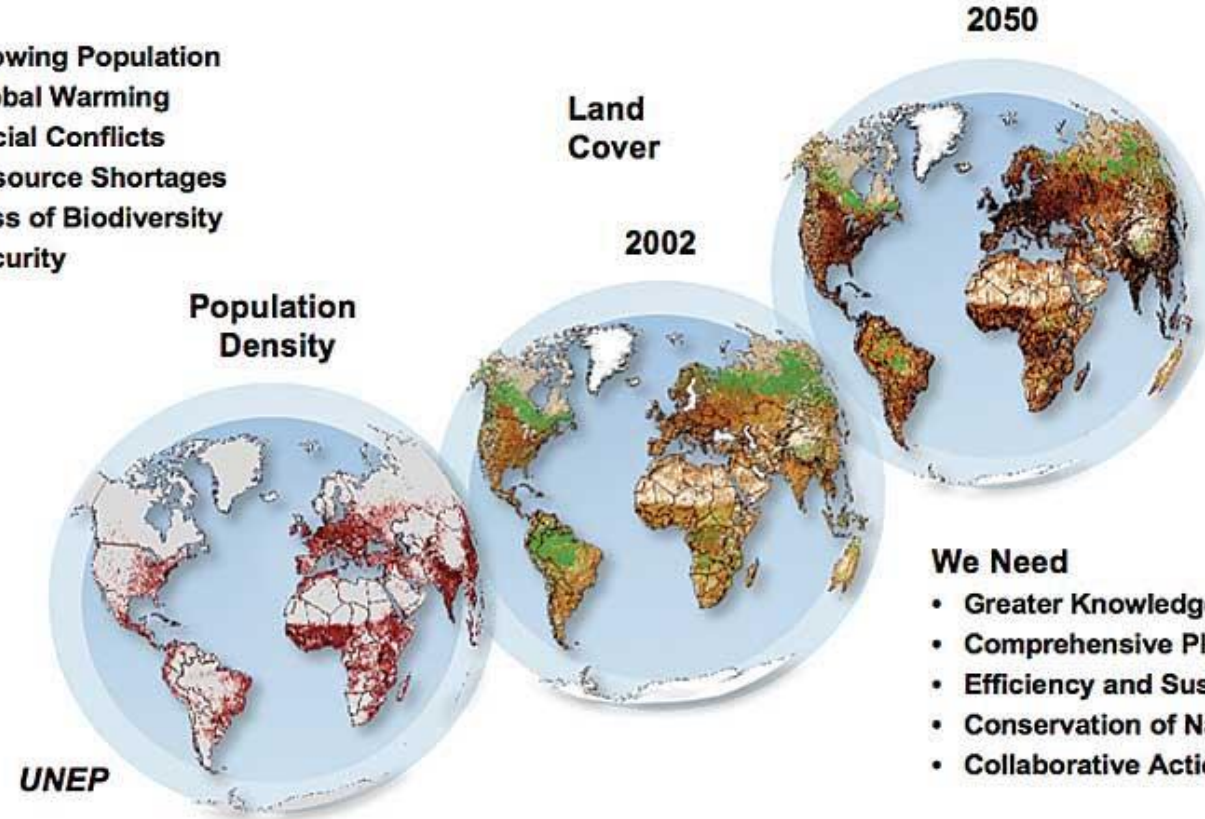 owing Population
obal Warming
cial Conflicts
source Shortages
ss of Biodiversity
curity
2050
Land
Cover
2002
Population
Density
We Need
• Greater Knowledg
• Comprehensive Pl
• Efficiency and Sus
• Conservation of Na
• Collaborative Acti
UNEP